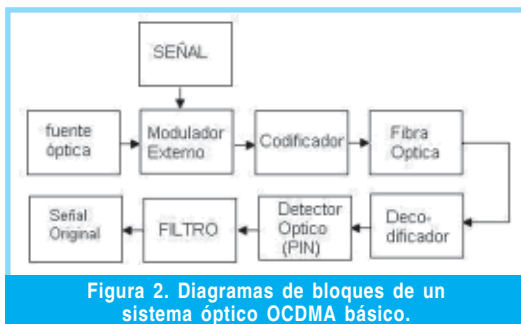 SEÑAL
fuente
óptica
Modulador
Externo
Codificador
Fibra
Optica
Deco-
dificador
Detector
Optico
(PIN)
FILTRO
Señal
Original
Figura 2. Diagramas de bloques de un
sistema óptico OCDMA básico.